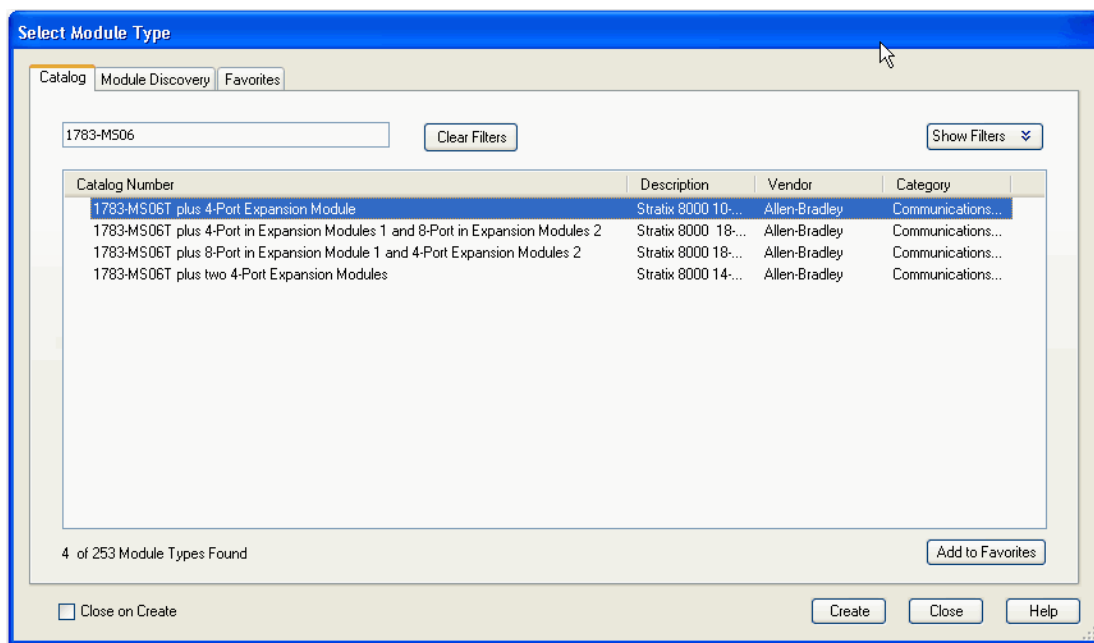 Select Module Type
Catalog Module Discovery Favorites
1783-MS06 Clear Filters Show Filters
Catalog Number Description Vendor Category
1783-MS06T plus 4-Port Expansion Module Stratix 8000 10-... Allen-Bradley Communications...
1783-MS06T plus 4-Port in Expansion Modules 1 and 8-Port in Expansion Modules 2 Stratix 8000 18-... Allen-Bradley Communications...
1783-MS06T plus 8-Port in Expansion Module 1 and 4-Port Expansion Modules 2 Stratix 8000 18-... Allen-Bradley Communications...
1783-MS06T plus two 4-Port Expansion Modules Stratix 8000 14-... Allen-Bradley Communications...
4 of 253 Module Types Found Add to Favorites
Close on Create Create Close Help